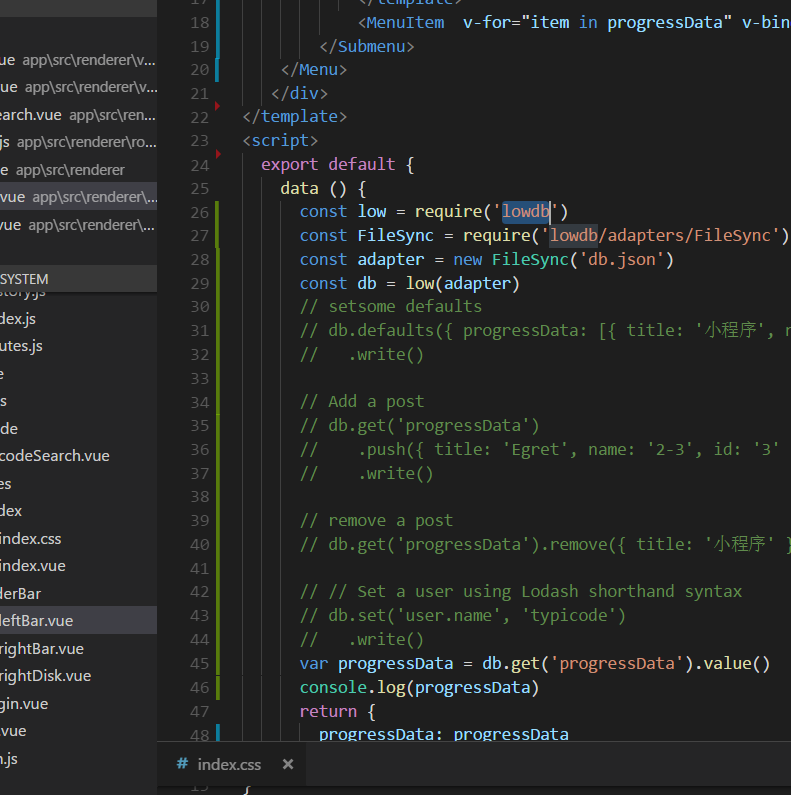 ue app\src\renderer\v...
ue app\src\renderer\v...
earch.vue app\src\ren...
js app\src\renderer\ro...
e app\src\renderer
vue app\src\renderer\...
vue app\src\renderer\...
SYSTEM
story.js
dex.js
utes.js
e
s
de
codeSearch.vue
es
dex
index.css
index.vue
derBar
leftBar.vue
rightBar.vue
rightDisk.vue
gin.vue
.vue
n.js
17 </template>
18 <MenuItem  v-for="item in progressData" v-bin
19 </Submenu>
20 </Menu>
21 </div>
22 </template>
23 <script>
24 export default {
25 data () {
26 const low = require('lowdb')
27 const FileSync = require('lowdb/adapters/FileSync')
28 const adapter = new FileSync('db.json')
29 const db = low(adapter)
30 // setsome defaults
31 // db.defaults({ progressData: [{ title: '小程序', n
32 //   .write()
33
34 // Add a post
35 // db.get('progressData')
36 //    .push({ title: 'Egret', name: '2-3', id: '3'
37 //    .write()
38
39 // remove a post
40 // db.get('progressData').remove({ title: '小程序' }
41
42 // // Set a user using Lodash shorthand syntax
43 // db.set('user.name', 'typicode')
44 //   .write()
45 var progressData = db.get('progressData').value()
46 console.log(progressData)
47 return {
48 progressData: progressData
# index.css ×
15 }